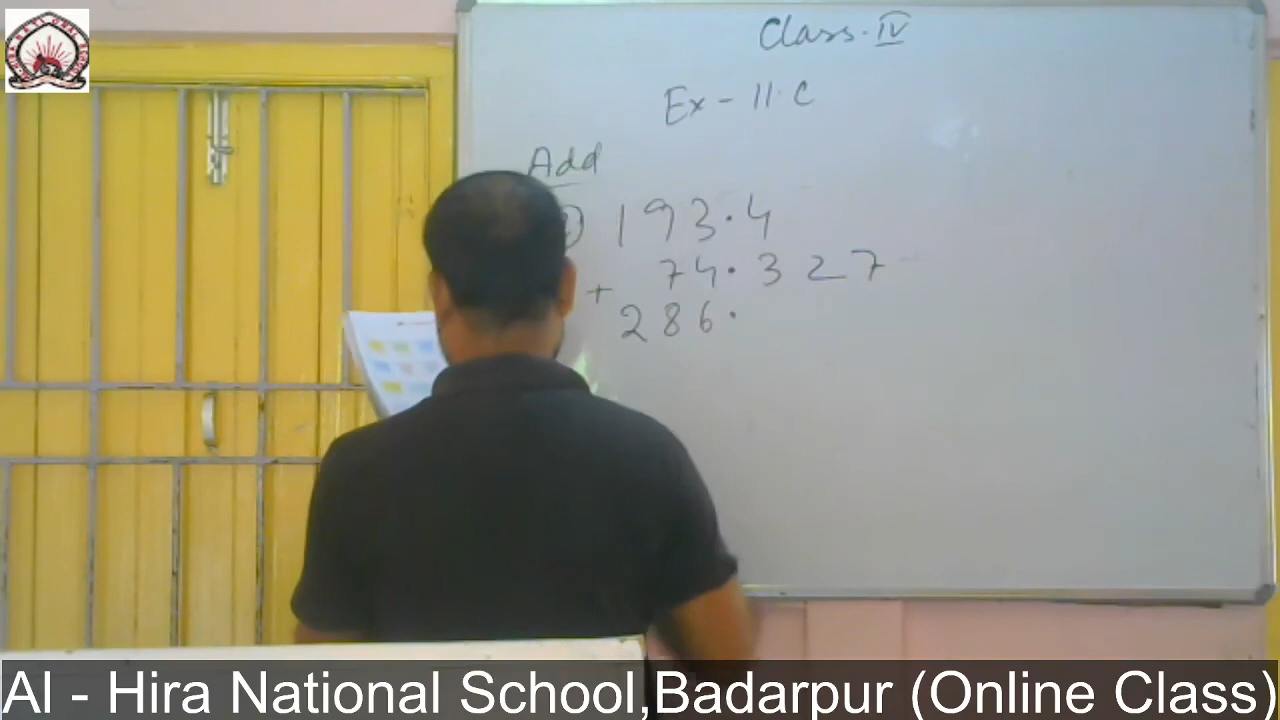 Class. IV
Ex - 11.C
Add
) 193.4
74.327
+
286.
Al - Hira National School,Badarpur (Online Class)